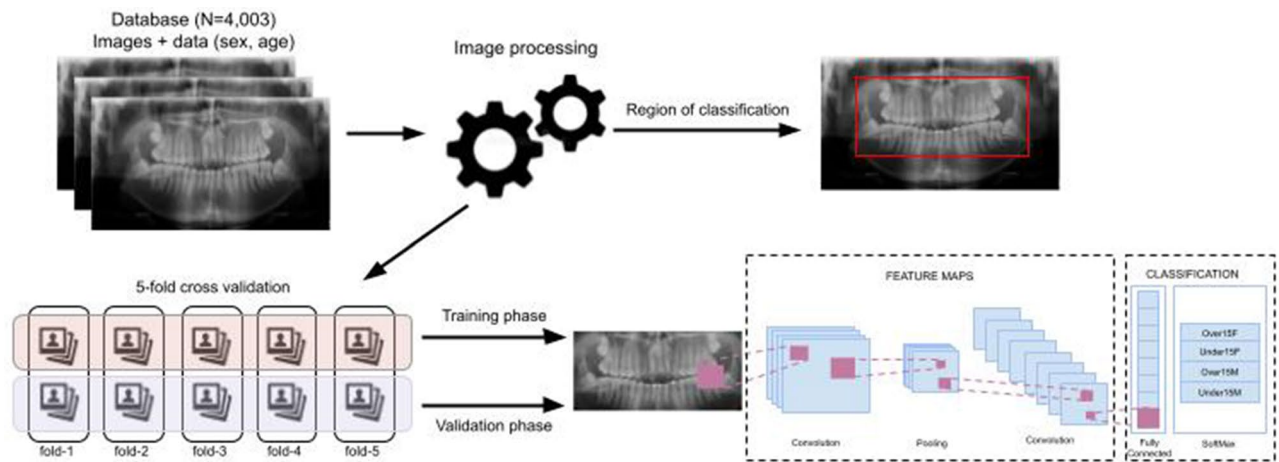 Database (N=4,003)
Images + data (sex, age)
Image processing
Region of classification
5-fold cross validation
fold-1
fold-2
fold-3
fold-4
fold-5
Training phase
Validation phase
FEATURE MAPS
Convolution
Pooling
Convolution
CLASSIFICATION
Over15F
Under15F
Over15M
Under15M
Fully
Connected
SoftMax